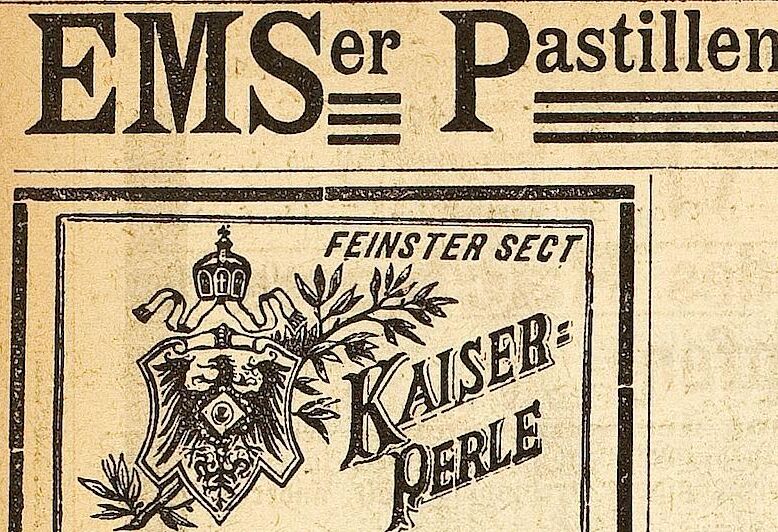 EMSer Pastillen
FEINSTER SECT
KAISER=
PERLE